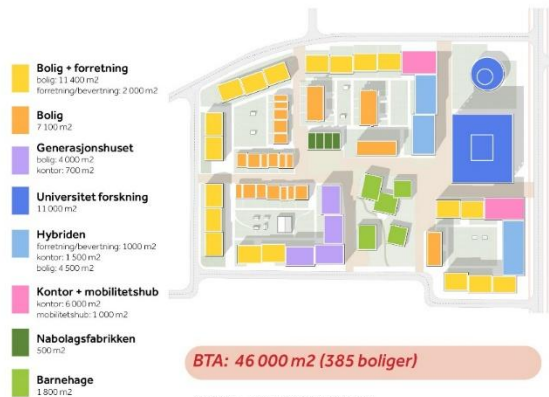 Bolig + forretning
bolig: 11 400 m2
forretning/bevertning: 2 000 m2
Bolig
7 100 m2
Generasjonshuset
bolig: 4 000 m2
kontor: 700 m2
Universitet forskning
11 000 m2
Hybriden
forretning/bevertning: 1000 m2
kontor: 1 500 m2
bolig: 4 500 m2
Kontor + mobilitetshub
kontor: 6 000 m2
mobilitetshub: 1 000 m2
Nabolagsfabrikken
500 m2
Barnehage
1 800 m2
BTA: 46 000 m2 (385 boliger)